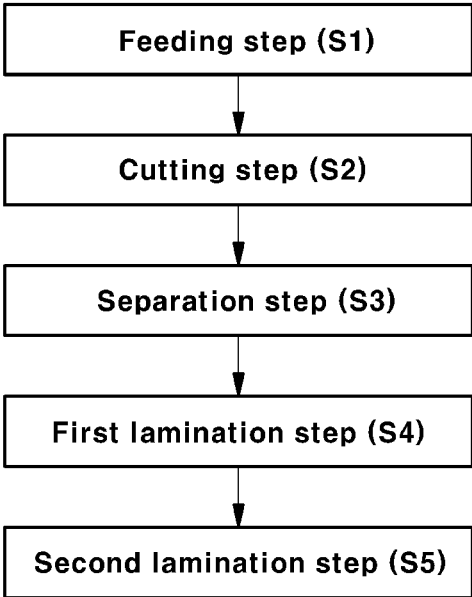 Feeding step (S1)
Cutting step (S2)
Separation step (S3)
First lamination step (S4)
Second lamination step (S5)